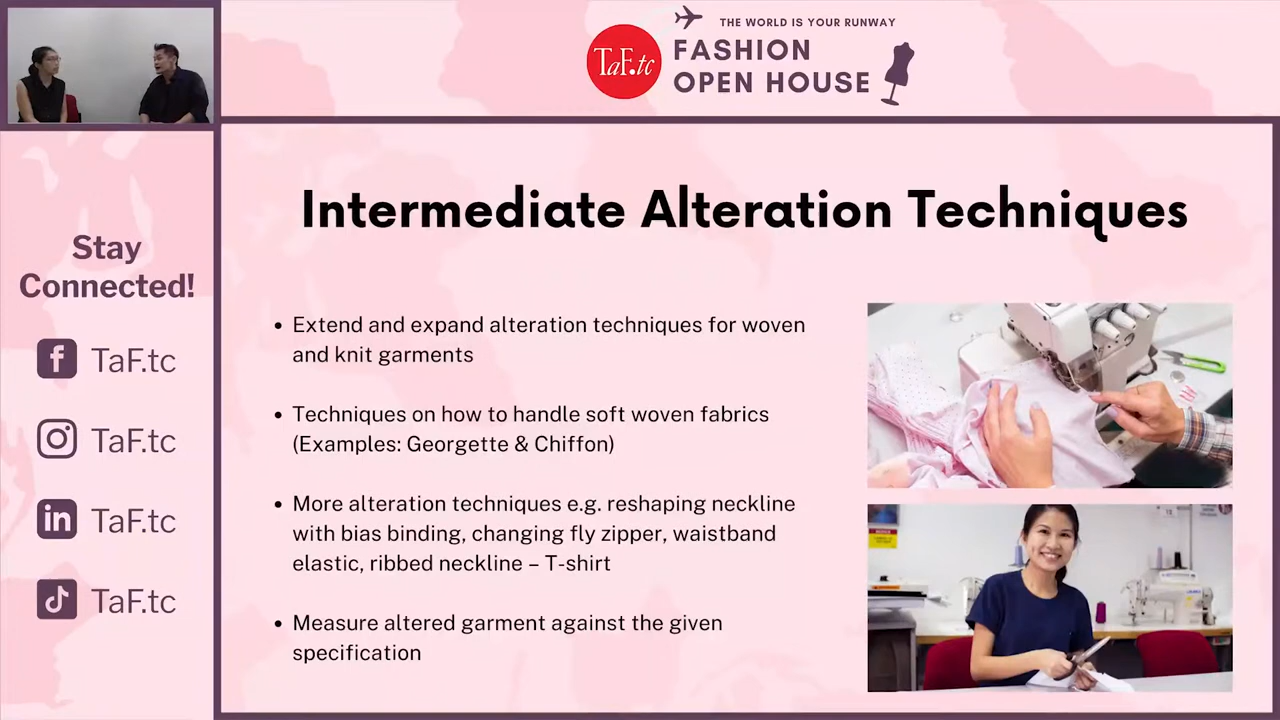 THE WORLD IS YOUR RUNWAY
TaF.tc
FASHION
OPEN HOUSE
Stay
Connected!
TaF.tc
TaF.tc
TaF.tc
TaF.tc
Intermediate Alteration Techniques
• Extend and expand alteration techniques for woven
and knit garments
• Techniques on how to handle soft woven fabrics
(Examples: Georgette & Chiffon)
• More alteration techniques e.g. reshaping neckline
with bias binding, changing fly zipper, waistband
elastic, ribbed neckline – T-shirt
• Measure altered garment against the given
specification